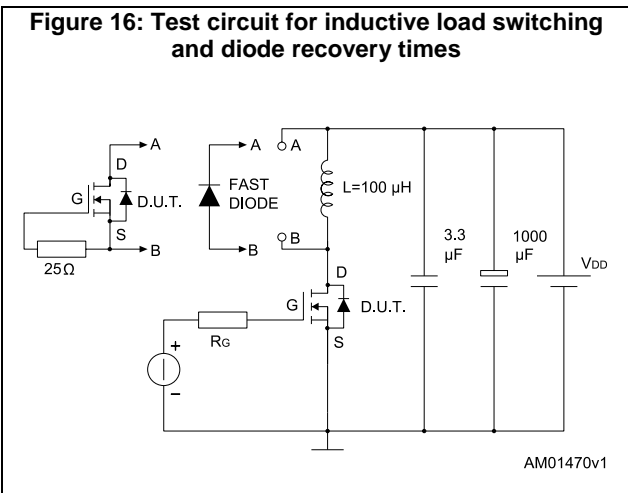 Figure 16: Test circuit for inductive load switching
and diode recovery times
A
D
G
D.U.T.
S
B
25Ω
A
FAST
DIODE
B
A
L=100 µH
B
D
G
D.U.T.
S
RG
+
–
3.3
µF
1000
µF
VDD
AM01470v1